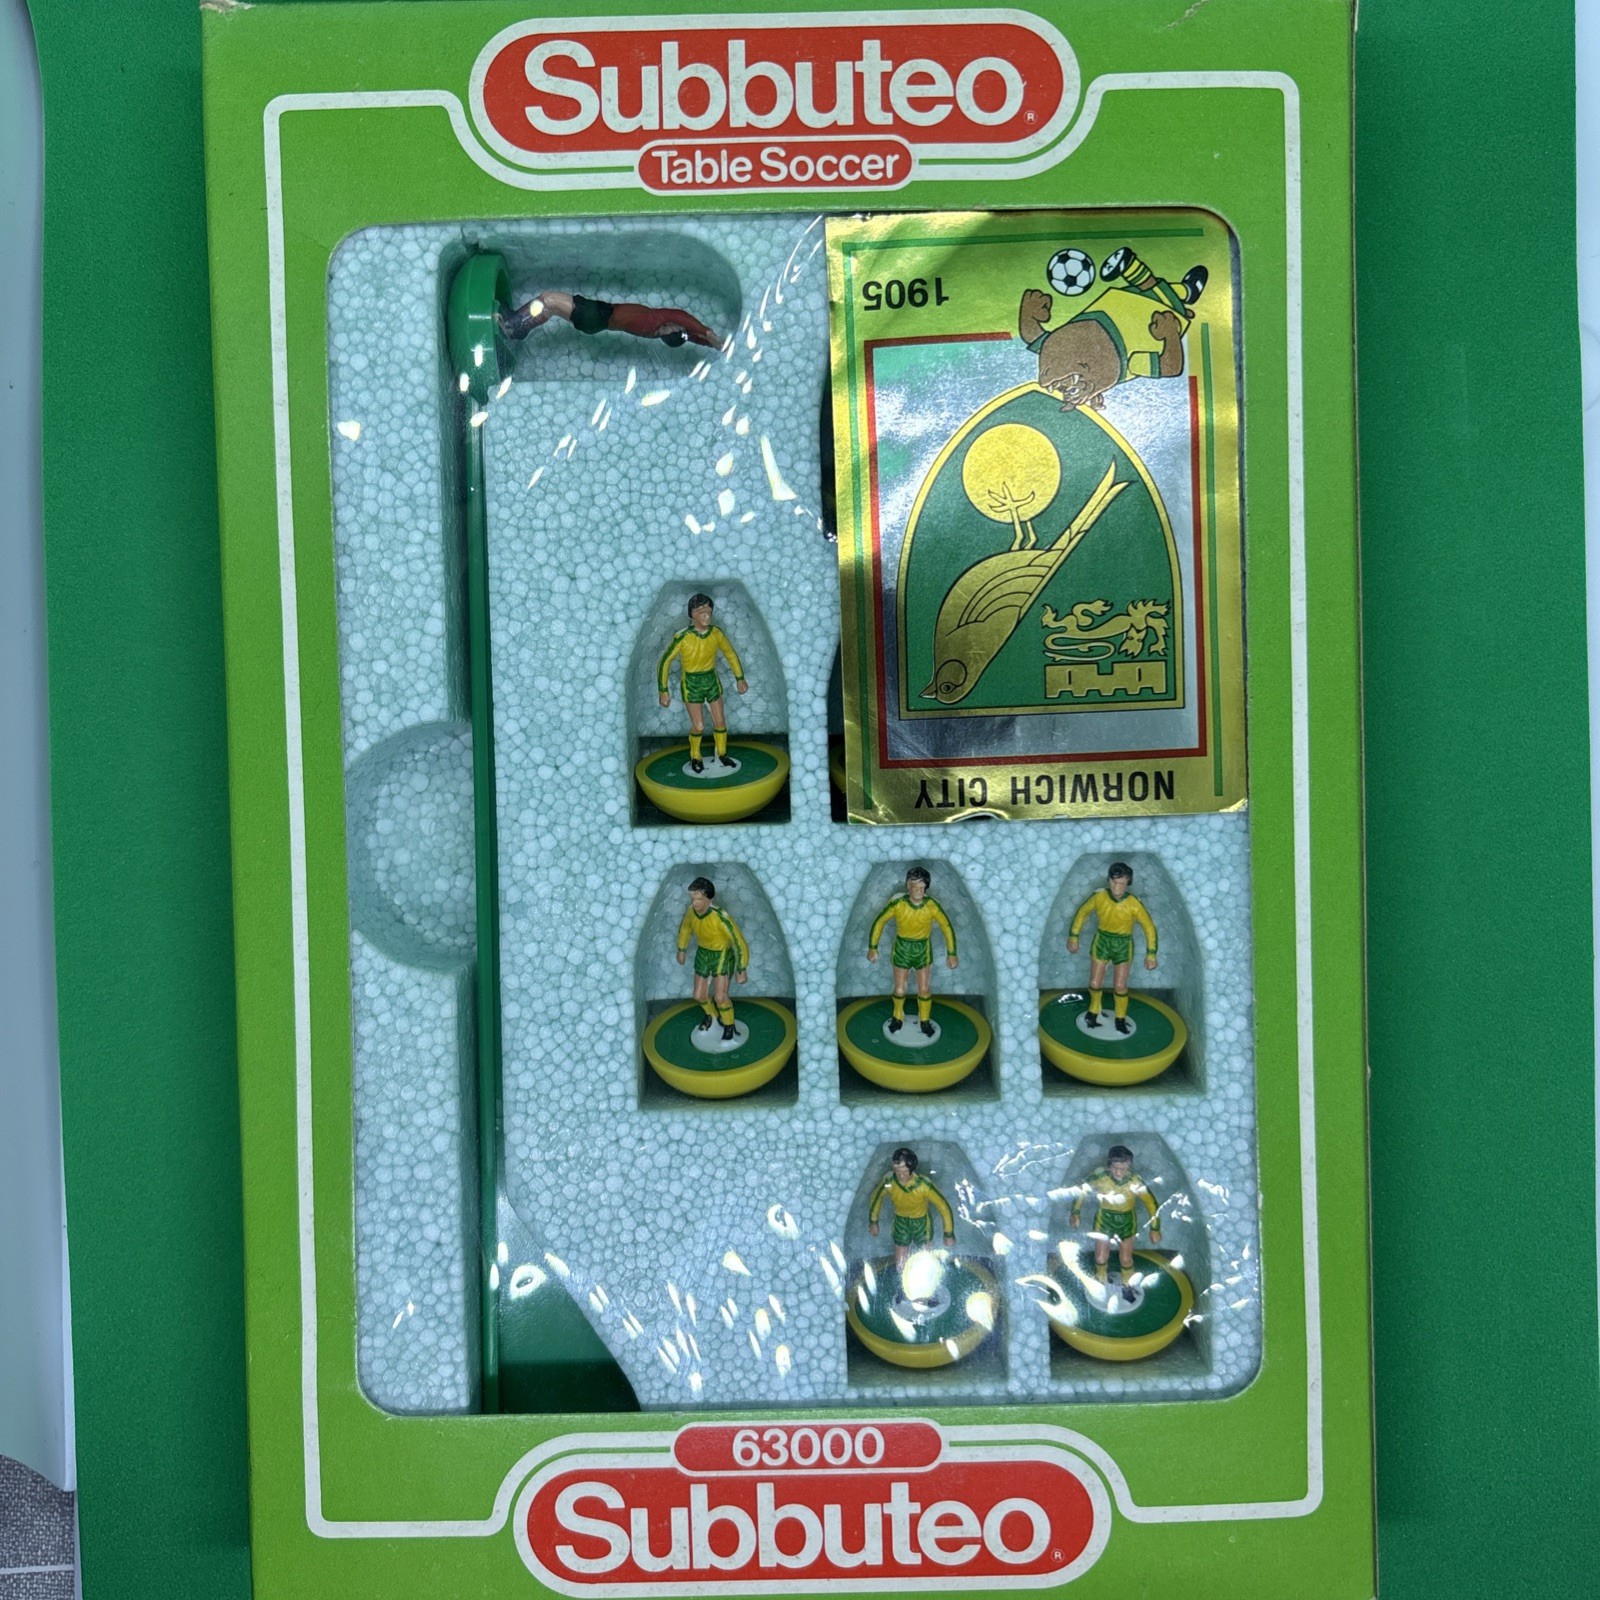 Subbuteo®
Table Soccer
1905
NORWICH CITY
63000
Subbuteo®